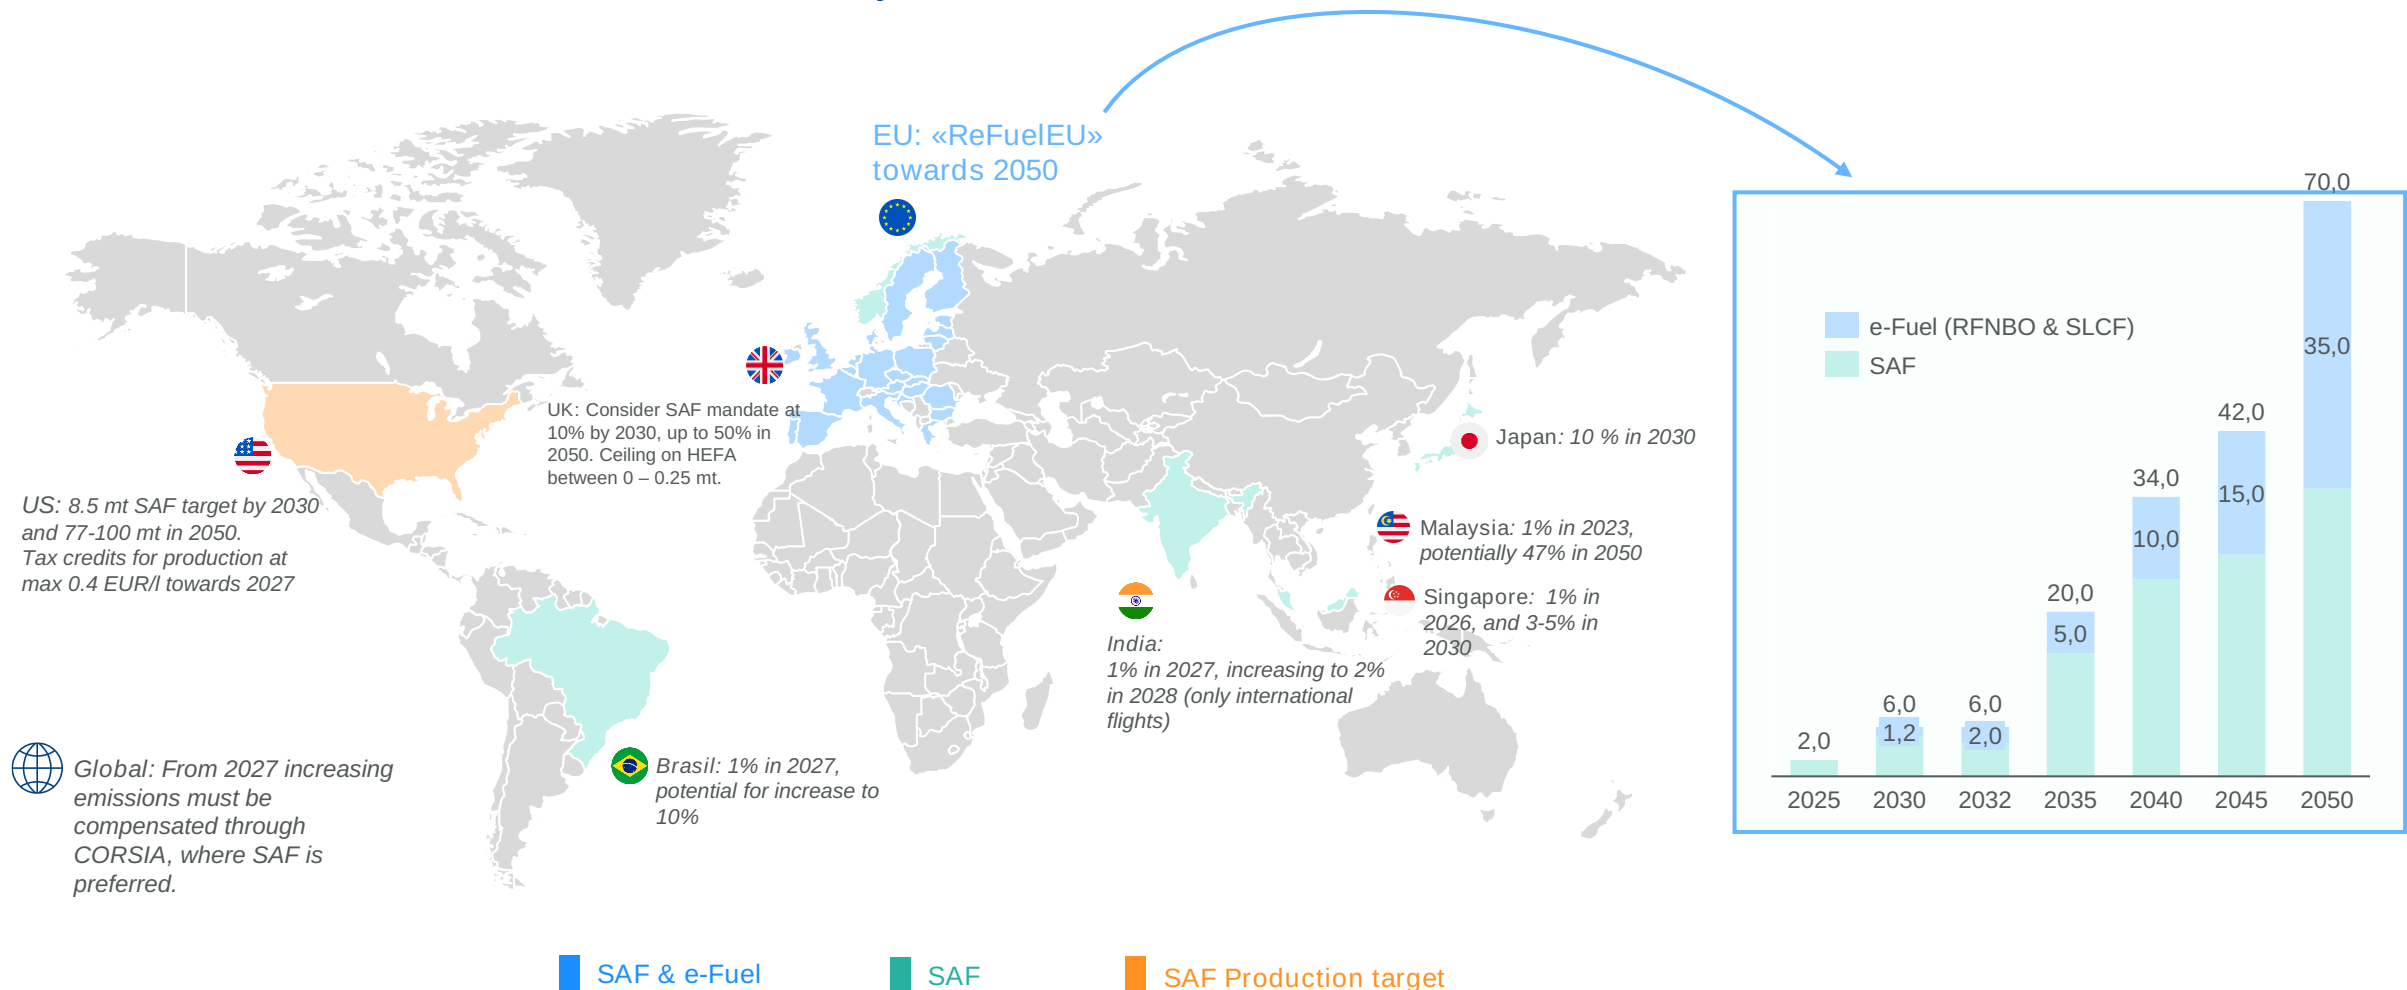 EU: «ReFuelEU»
towards 2050
UK: Consider SAF mandate at
10% by 2030, up to 50% in
2050. Ceiling on HEFA
between 0 – 0.25 mt.
US: 8.5 mt SAF target by 2030
and 77-100 mt in 2050.
Tax credits for production at
max 0.4 EUR/l towards 2027
Japan: 10 % in 2030
Malaysia: 1% in 2023,
potentially 47% in 2050
Singapore: 1% in
2026, and 3-5% in
2030
India:
1% in 2027, increasing to 2%
in 2028 (only international
flights)
Brasil: 1% in 2027,
potential for increase to
10%
Global: From 2027 increasing
emissions must be
compensated through
CORSIA, where SAF is
preferred.
e-Fuel (RFNBO & SLCF)
SAF
70,0
35,0
42,0
15,0
34,0
10,0
20,0
5,0
6,0
6,0
1,2
2,0
2,0
2025 2030 2032 2035 2040 2045 2050
SAF & e-Fuel
SAF
SAF Production target